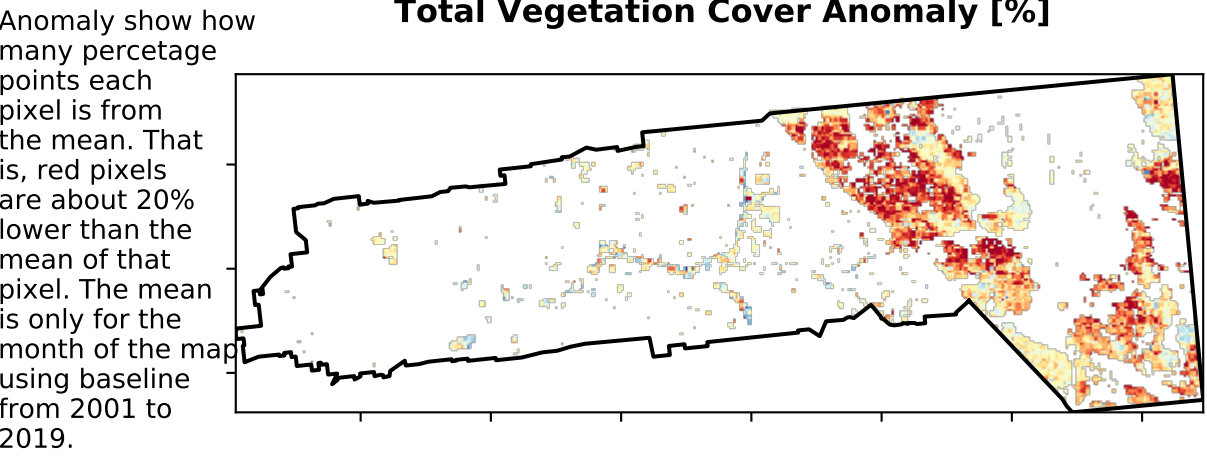 Total Vegetation Cover Anomaly [%]
Anomaly show how
many percetage
points each
pixel is from
the mean. That
is, red pixels
are about 20%
lower than the
mean of that
pixel. The mean
is only for the
month of the map
using baseline
from 2001 to
2019.